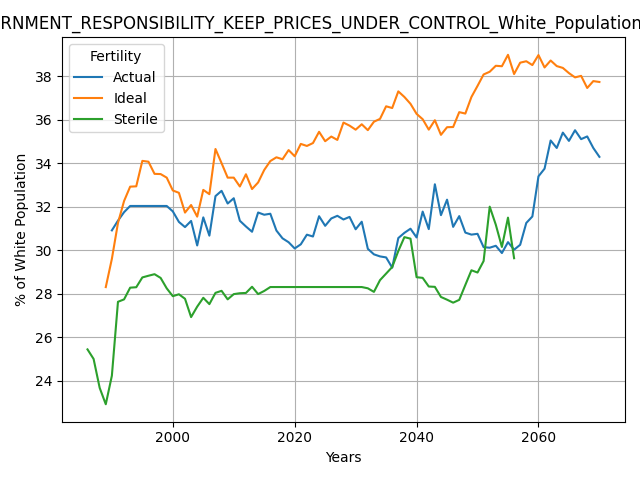 RNMENT_RESPONSIBILITY_KEEP_PRICES_UNDER_CONTROL_White_Population
Fertility
Actual
Ideal
Sterile
38
36
34
32
30
28
26
24
% of White Population
2000
2020
2040
2060
Years